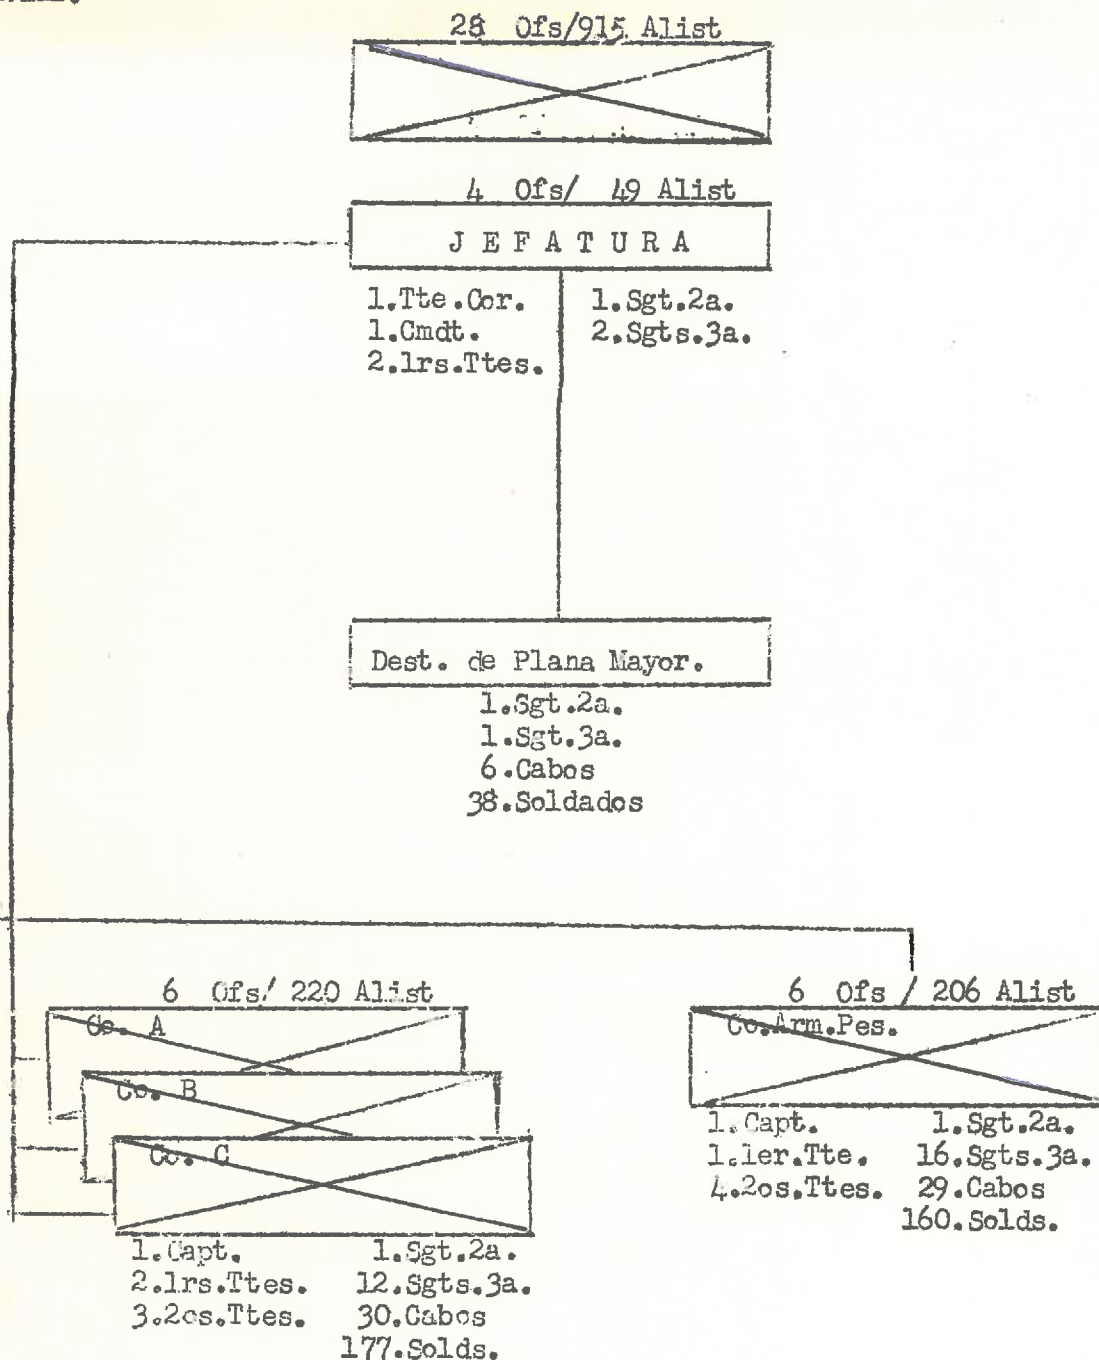 28 Ofs/915 Alist
4 Ofs/ 49 Alist
J E F A T U R A
1.Tte.Cor.
1.Cmdt.
2.1rs.Ttes.
1.Sgt.2a.
2.Sgts.3a.
Dest. de Plana Mayor.
1.Sgt.2a.
1.Sgt.3a.
6.Cabos
38.Soldados
6 Ofs/ 220 Alist
Co. A
Co. B
Co. C
1.Capt.
2.1rs.Ttes.
3.2os.Ttes.
1.Sgt.2a.
12.Sgts.3a.
30.Cabos
177.Solds.
6 Ofs / 206 Alist
Co.Arm.Pes.
1.Capt.
1.1er.Tte.
4.2os.Ttes.
1.Sgt.2a.
16.Sgts.3a.
29.Cabos
160.Solds.